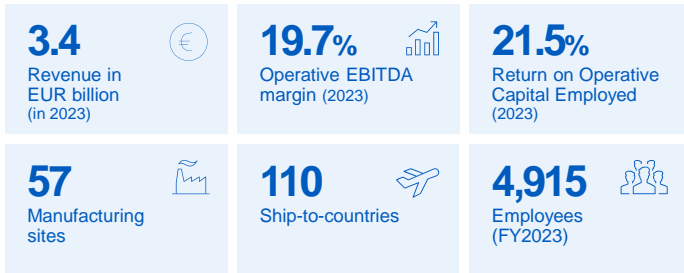 3.4
Revenue in
EUR billion
(in 2023)
19.7%
Operative EBITDA
margin (2023)
21.5%
Return on Operative
Capital Employed
(2023)
57
Manufacturing
sites
110
Ship-to-countries
4,915
Employees
(FY2023)